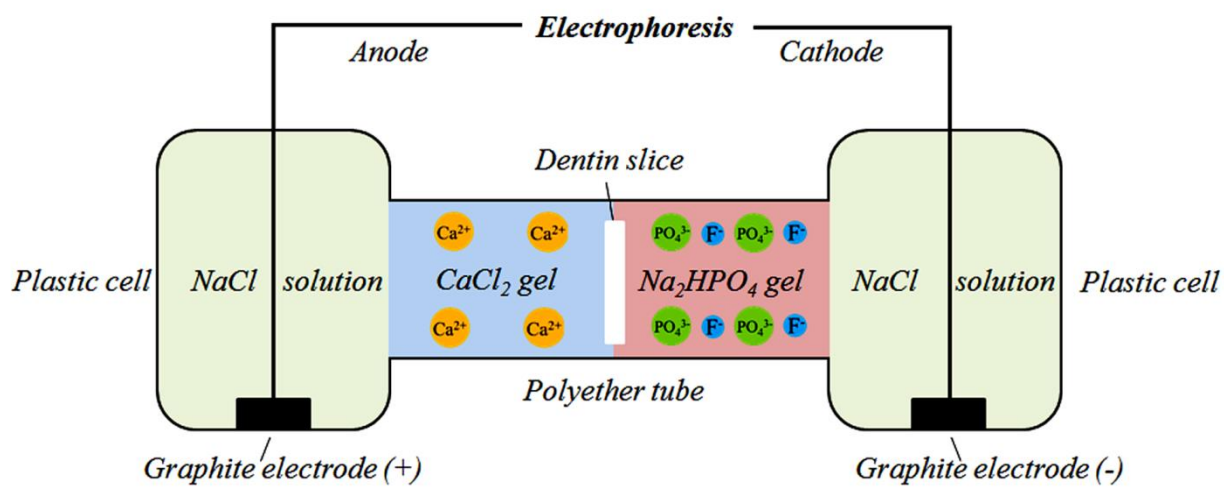 Electrophoresis
Anode
Cathode
Dentin slice
Ca²⁺ Ca²⁺ PO₄³⁻ F⁻ PO₄³⁻ F⁻
Plastic cell NaCl solution CaCl₂ gel Na₂HPO₄ gel NaCl solution Plastic cell
Ca²⁺ Ca²⁺ PO₄³⁻ F⁻ PO₄³⁻ F⁻
Polyether tube
Graphite electrode (+)
Graphite electrode (-)